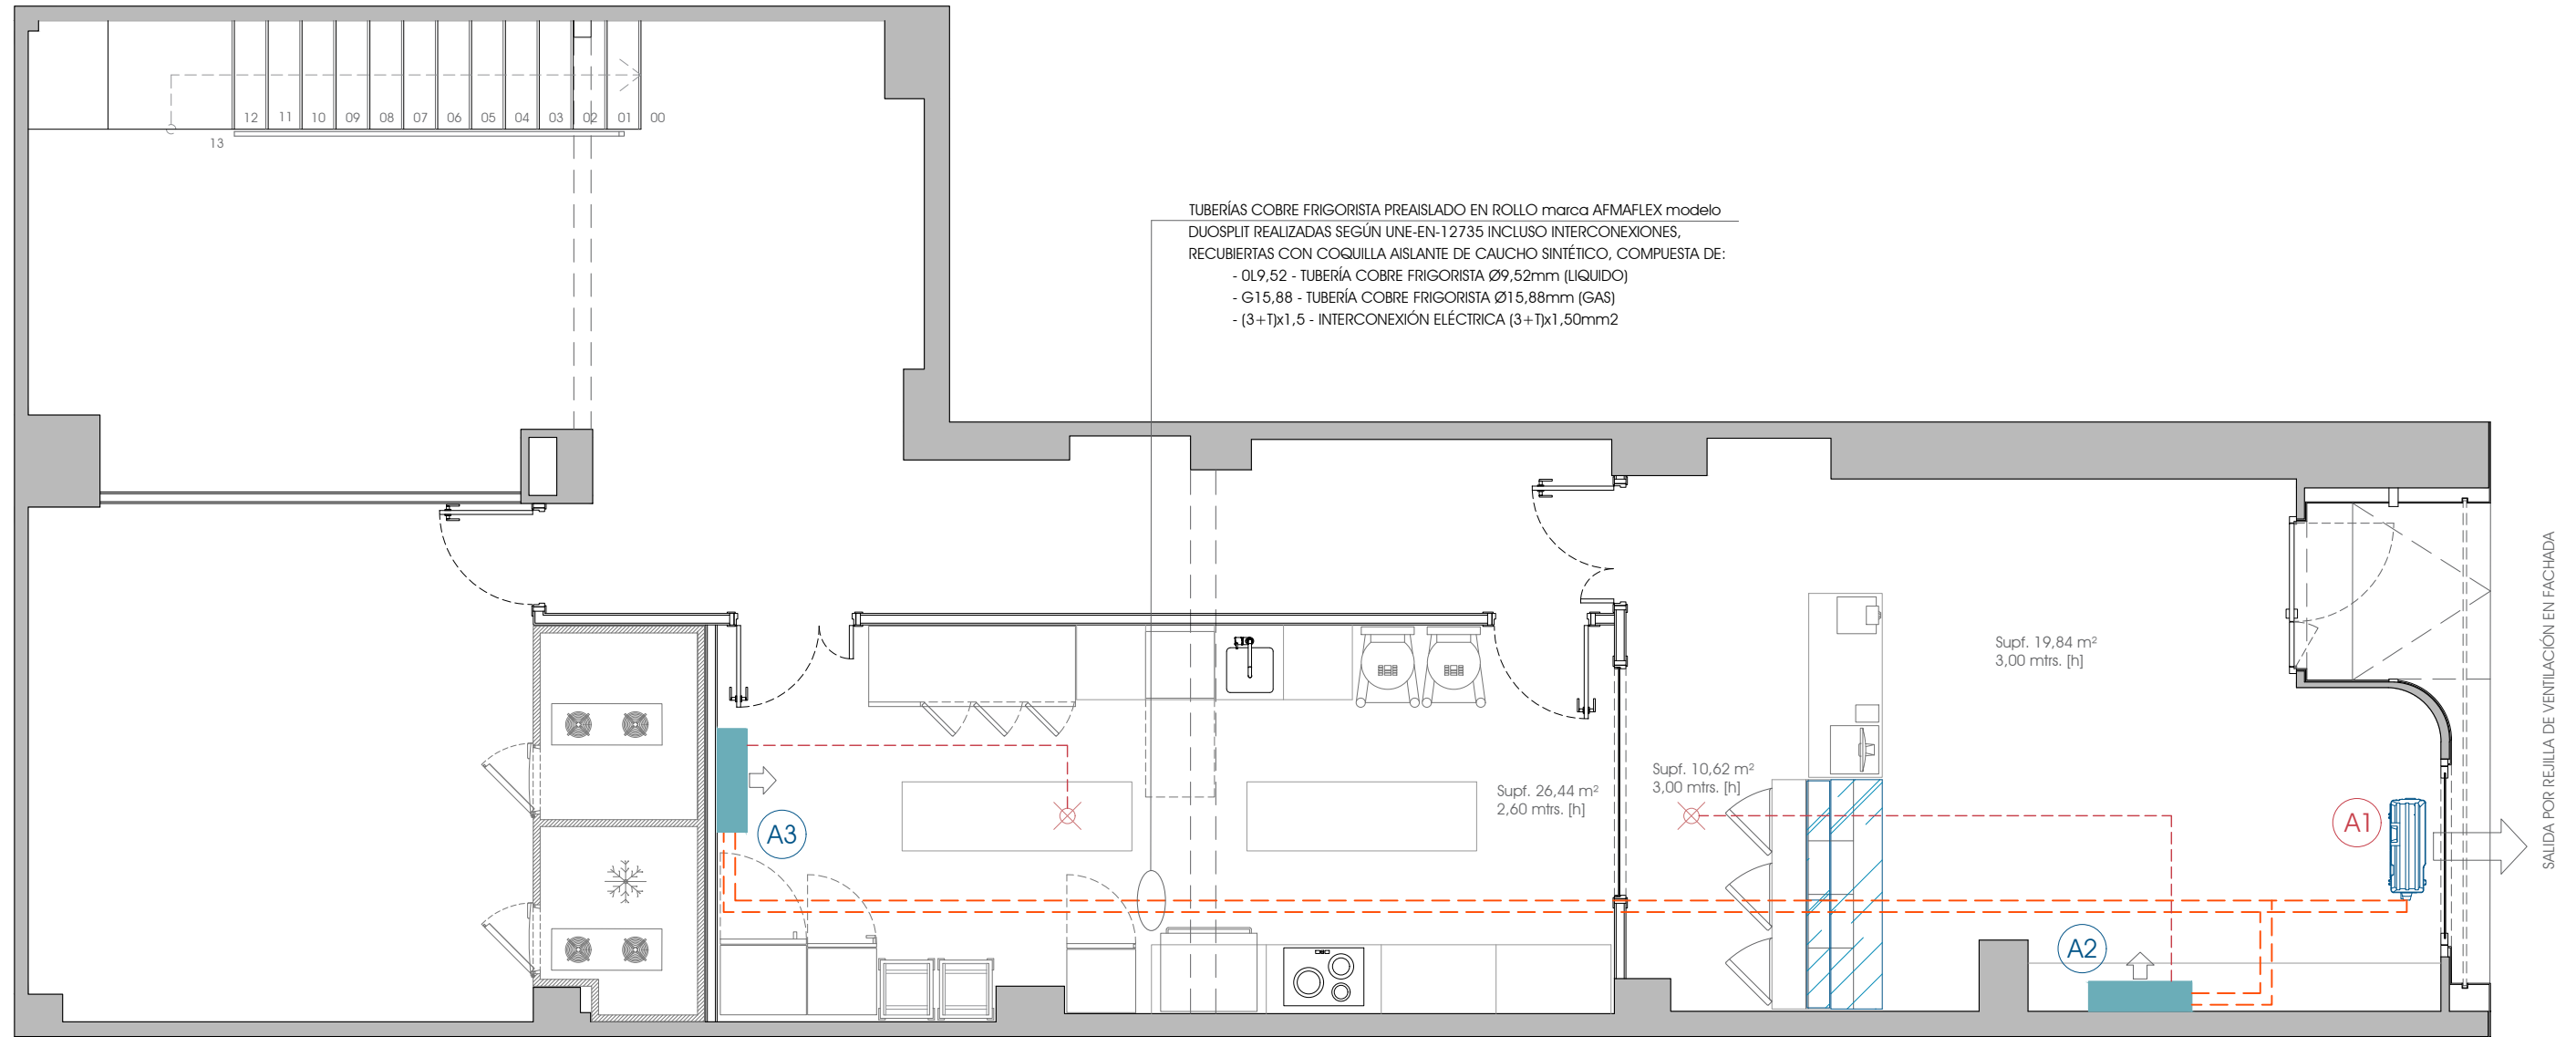 12 11 10 09 08 07 06 05 04 03 02 01 00
13
TUBERÍAS COBRE FRIGORISTA PREAISLADO EN ROLLO marca AFMAFLEX modelo
DUOSPLIT REALIZADAS SEGÚN UNE-EN-12735 INCLUSO INTERCONEXIONES,
RECUBIERTAS CON COQUILLA AISLANTE DE CAUCHO SINTÉTICO, COMPUESTA DE:
- 0L9,52 - TUBERÍA COBRE FRIGORISTA Ø9,52mm (LIQUIDO)
- G15,88 - TUBERÍA COBRE FRIGORISTA Ø15,88mm (GAS)
- (3+T)x1,5 - INTERCONEXIÓN ELÉCTRICA (3+T)x1,50mm2
Supf. 19,84 m²
3,00 mtrs. [h]
Supf. 10,62 m²
3,00 mtrs. [h]
Supf. 26,44 m²
2,60 mtrs. [h]
A3
A1
A2
SALIDA POR REJILLA DE VENTILACIÓN EN FACHADA